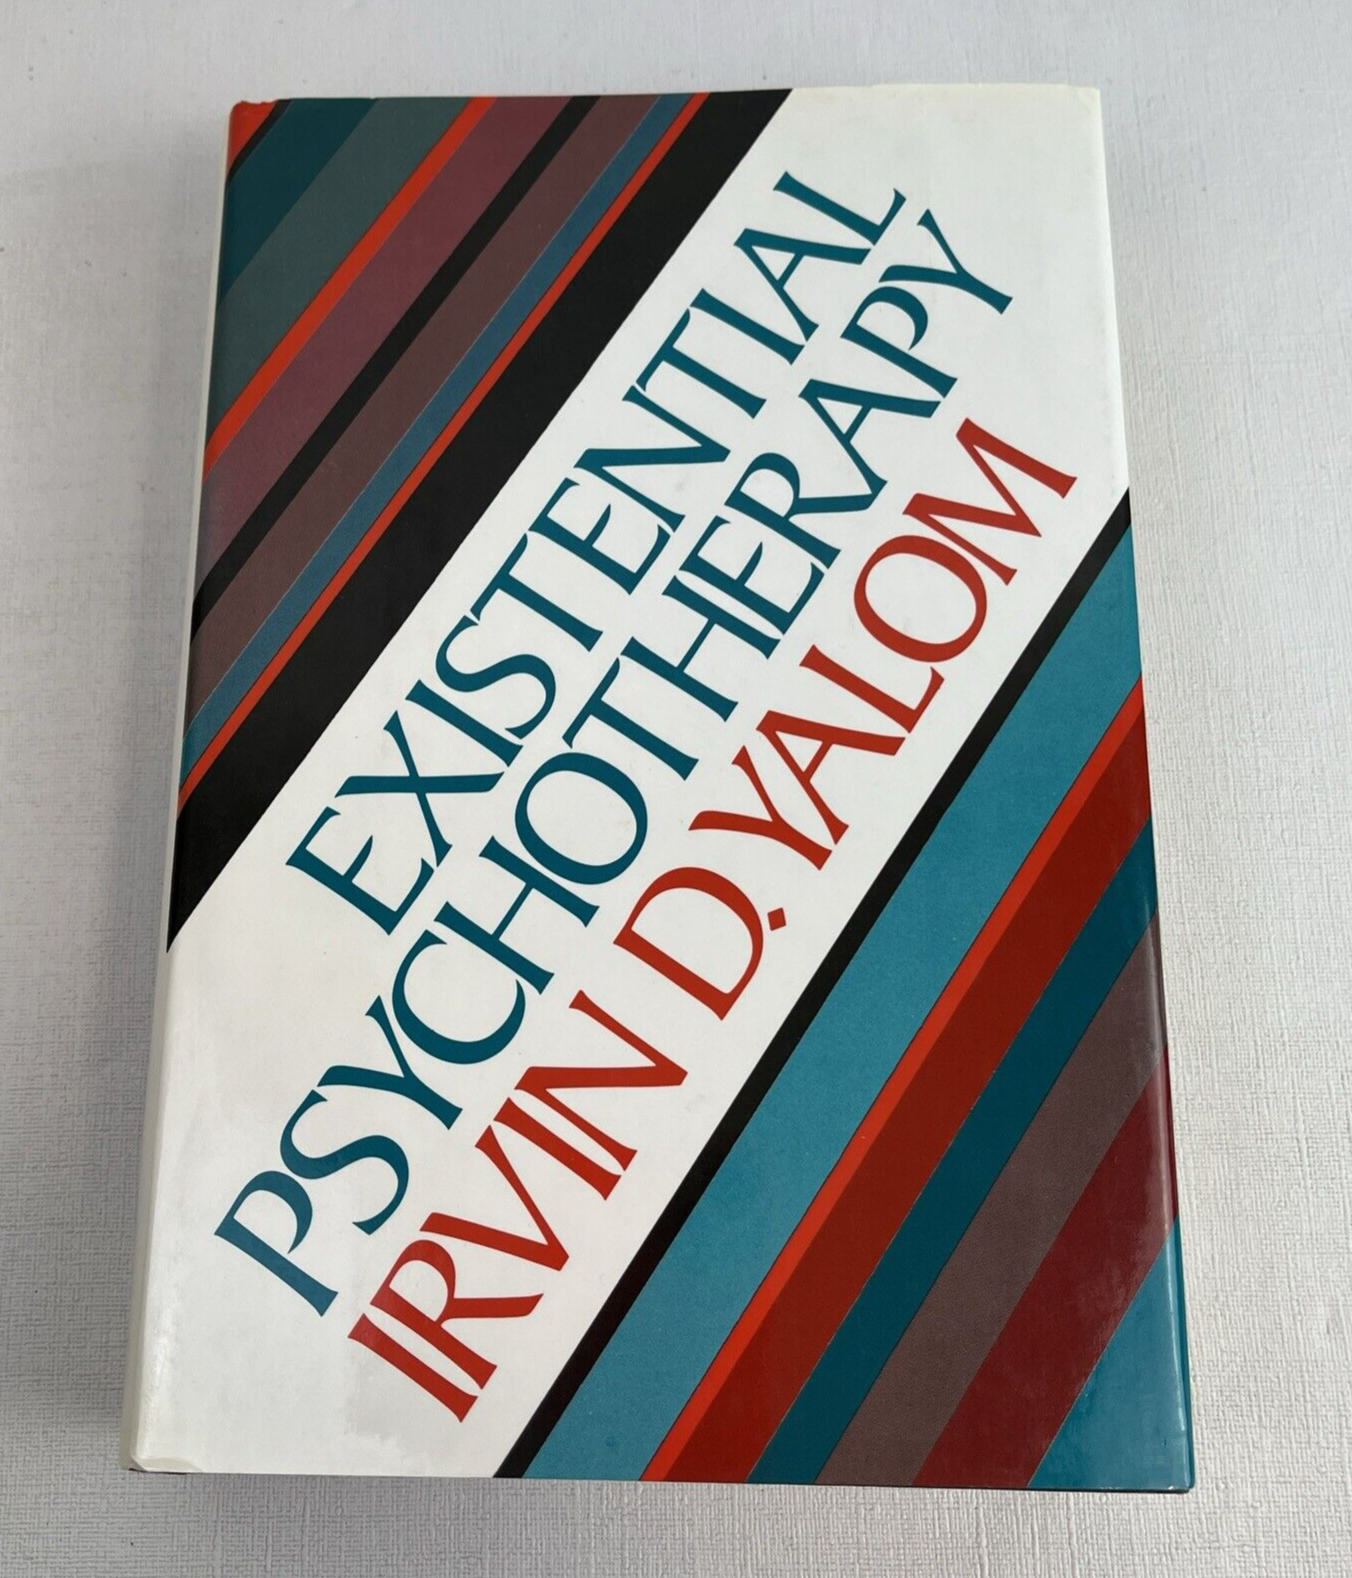 EXISTENTIAL
PSYCHOTHERAPY
IRVIN D. YALOM